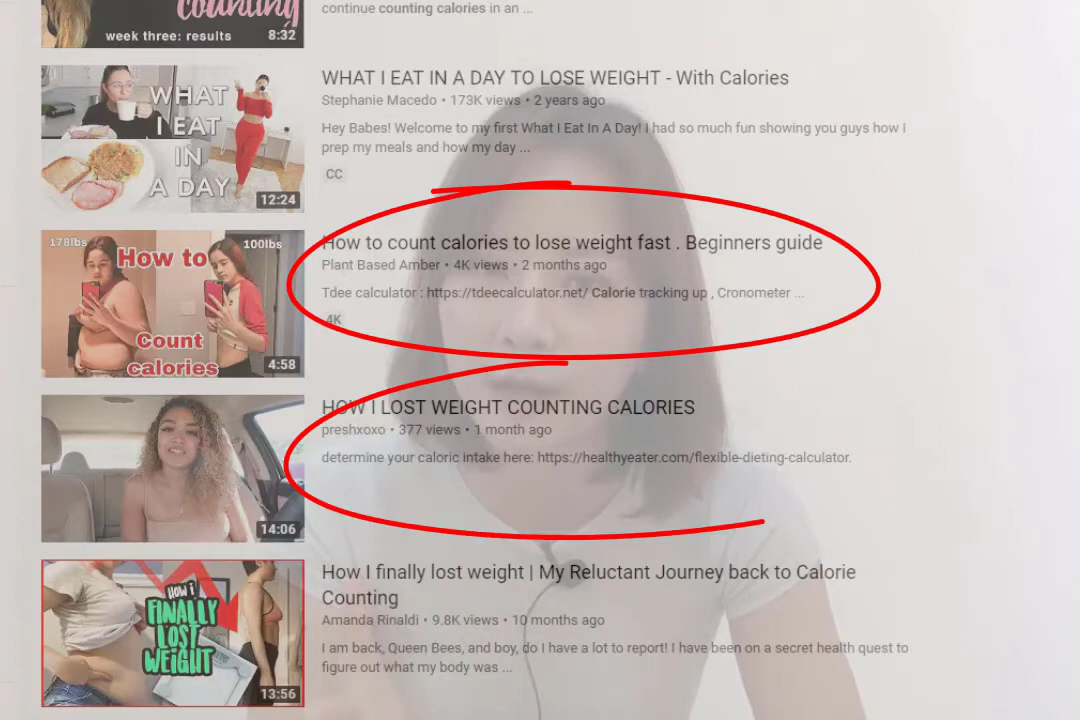 counting
week three: results
8:32
continue counting calories in an ...
WHAT
I EAT
IN
A DAY
12:24
WHAT I EAT IN A DAY TO LOSE WEIGHT - With Calories
Stephanie Macedo • 173K views • 2 years ago
Hey Babes! Welcome to my first What I Eat In A Day! I had so much fun showing you guys how I
prep my meals and how my day ...
CC
178lbs
100lbs
How to
Count
calories
4:58
How to count calories to lose weight fast . Beginners guide
Plant Based Amber • 4K views • 2 months ago
Tdee calculator : https://tdeecalculator.net/ Calorie tracking up , Cronometer ...
4K
14:06
HOW I LOST WEIGHT COUNTING CALORIES
preshxoxo • 377 views • 1 month ago
determine your caloric intake here: https://healthyeater.com/flexible-dieting-calculator.
HOW I
FINALLY
LOST
WEIGHT
13:56
How I finally lost weight | My Reluctant Journey back to Calorie
Counting
Amanda Rinaldi • 9.8K views • 10 months ago
I am back, Queen Bees, and boy, do I have a lot to report! I have been on a secret health quest to
figure out what my body was ...